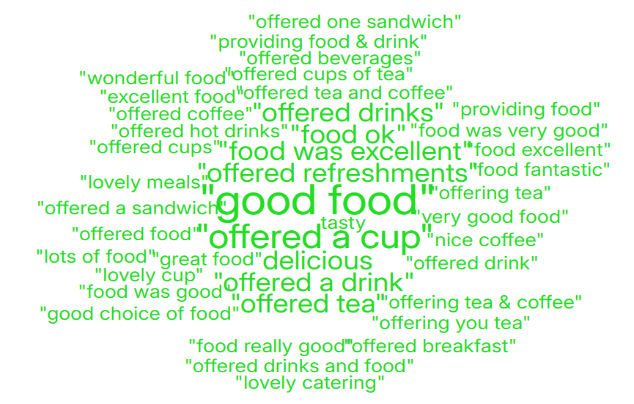 "offered one sandwich"
"providing food & drink"
"offered beverages"
"wonderful food" "offered cups of tea"
"excellent food" "offered tea and coffee"
"offered coffee" "offered drinks" "providing food"
"offered hot drinks" "food ok" "food was very good"
"offered cups" "food was excellent" "food excellent"
"offered refreshments" "food fantastic"
"lovely meals" "good food" "offering tea"
"offered a sandwich" "very good food"
tasty
"offered food" "offered a cup" "nice coffee"
"lots of food" "great food" delicious "offered drink"
"lovely cup" "offered a drink"
"food was good" "offered tea" "offering tea & coffee"
"good choice of food" "offering you tea"
"food really good" "offered breakfast"
"offered drinks and food"
"lovely catering"